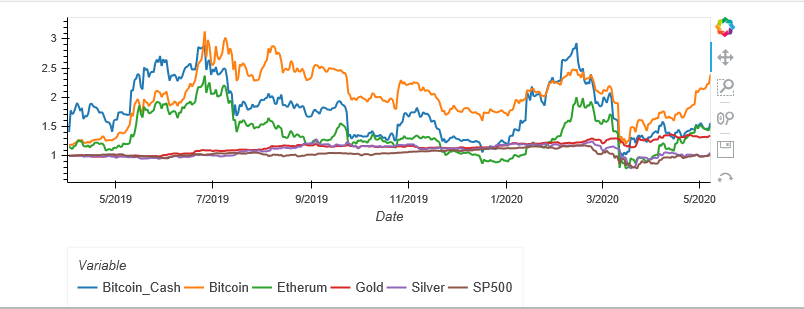 3
2.5
2
1.5
1
5/2019 7/2019 9/2019 11/2019 1/2020 3/2020 5/2020
Date
Variable
Bitcoin_Cash Bitcoin Etherum Gold Silver SP500